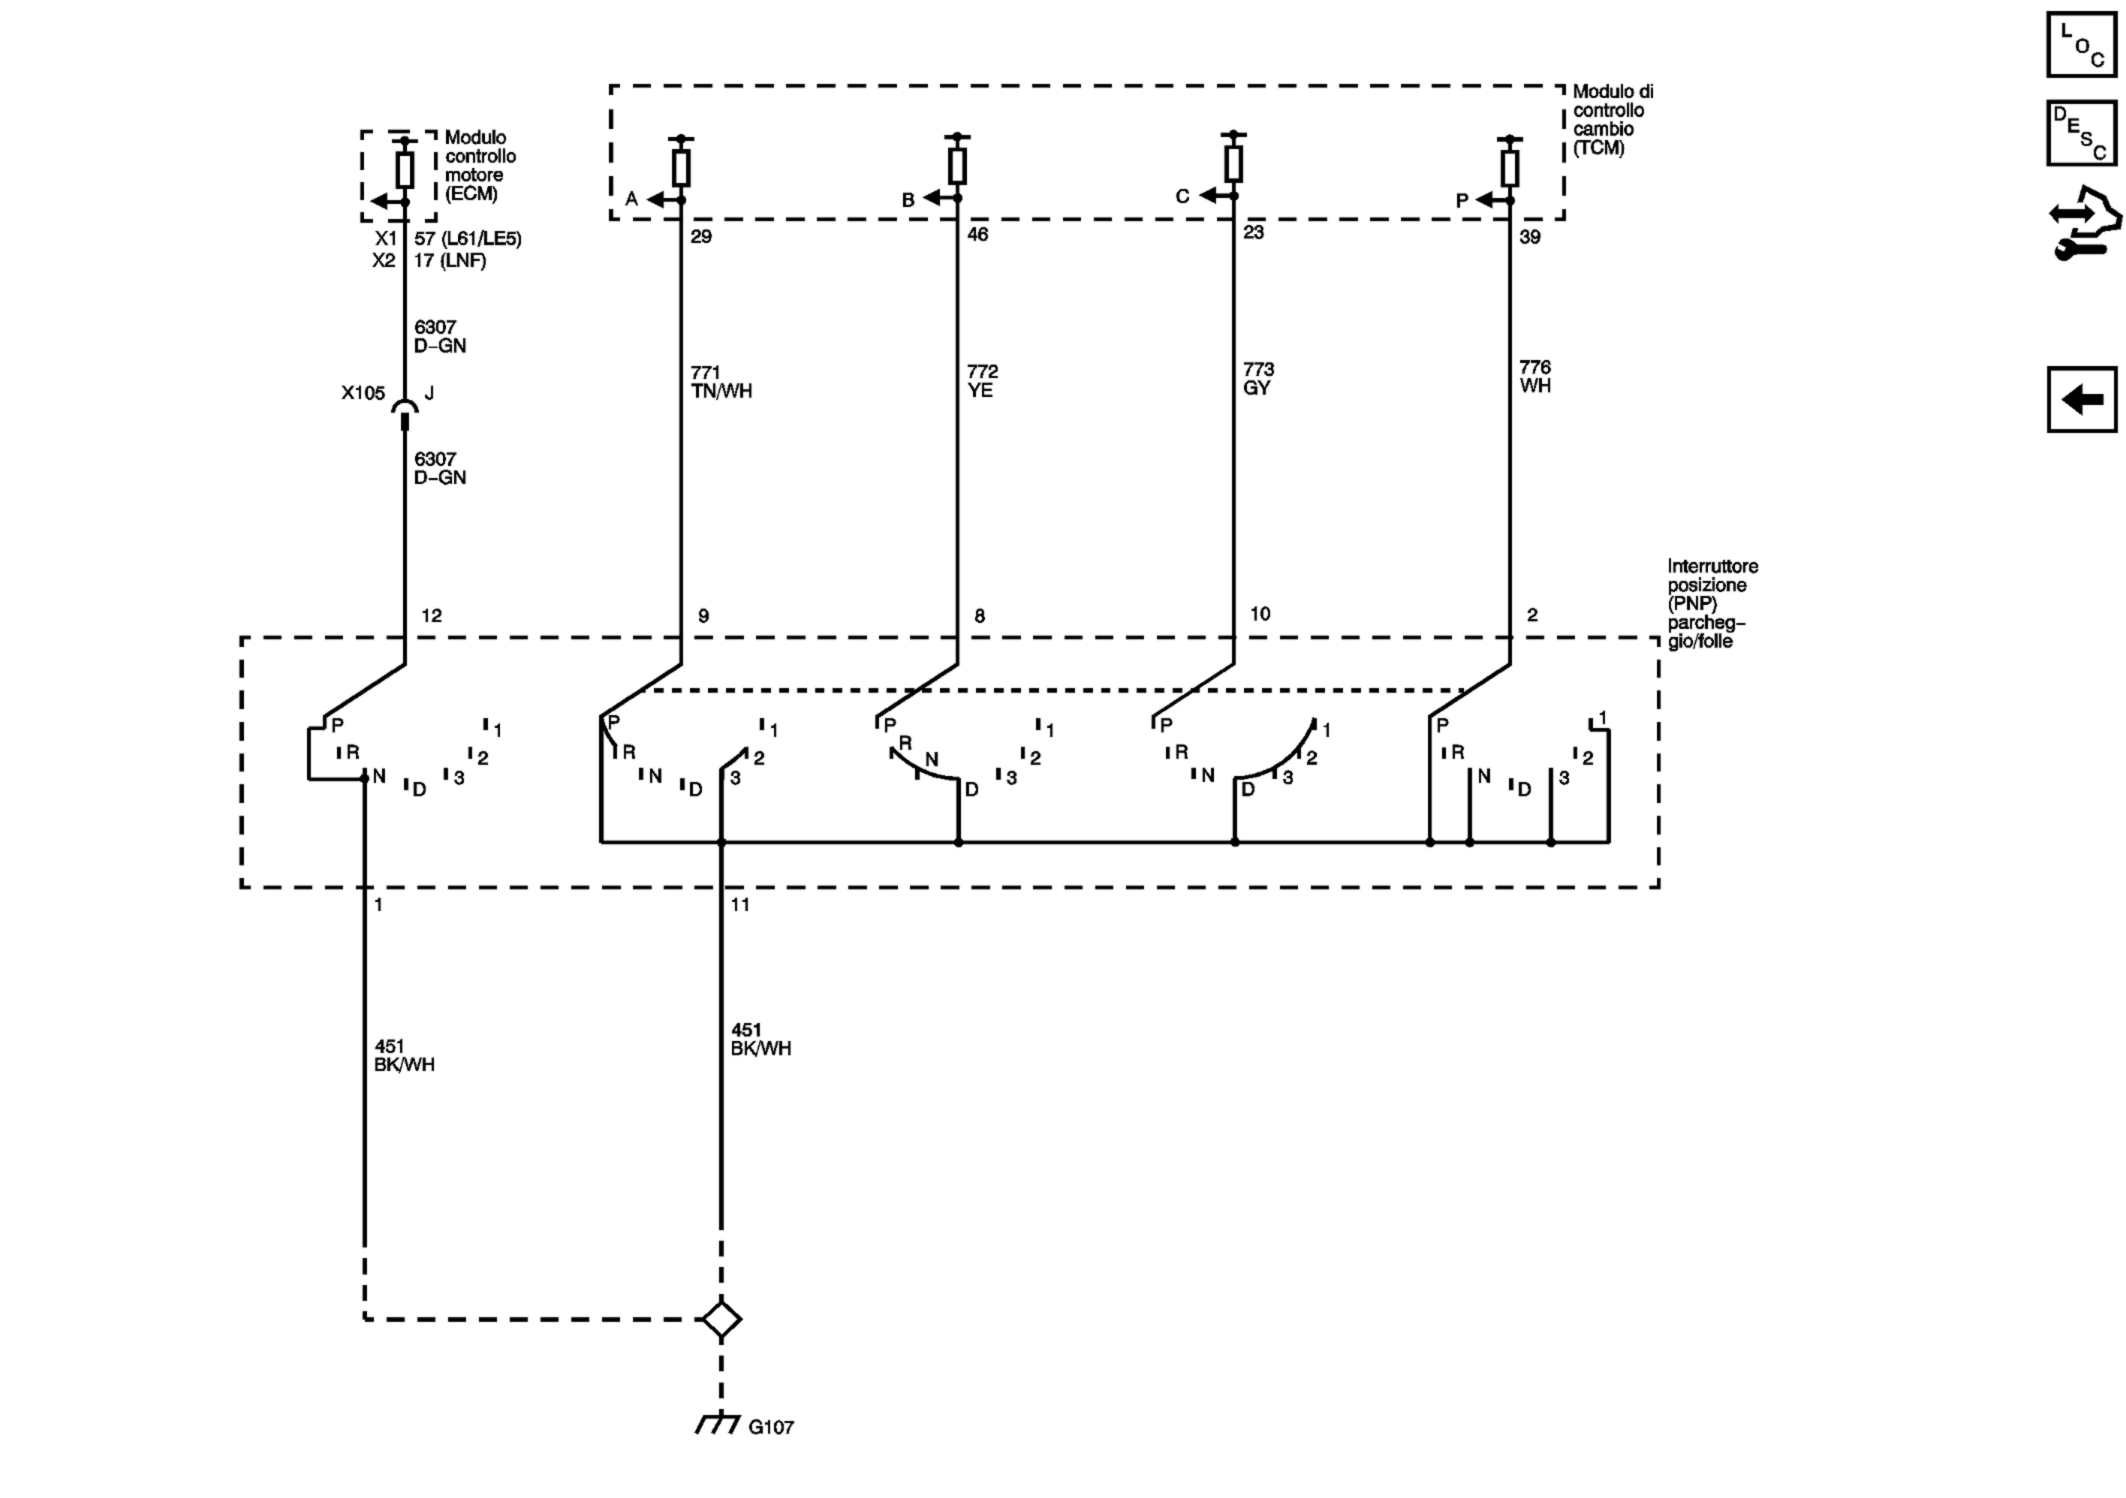 L O C
D E S C
Modulo
controllo
motore
(ECM)
Modulo di
controllo
cambio
(TCM)
A
B
C
P
X1 57 (L61/LE5)
X2 17 (LNF)
29
46
23
39
6307
D-GN
X105 J
771
TN/WH
772
YE
773
GY
776
WH
6307
D-GN
Interruttore
posizione
(PNP)
parcheg-
gio/folle
12
9
8
10
2
P R N D 3 2 1
P R N D 3 2 1
P R N D 3 2 1
P R N D 3 2 1
P R N D 3 2 1
1
11
451
BK/WH
451
BK/WH
G107